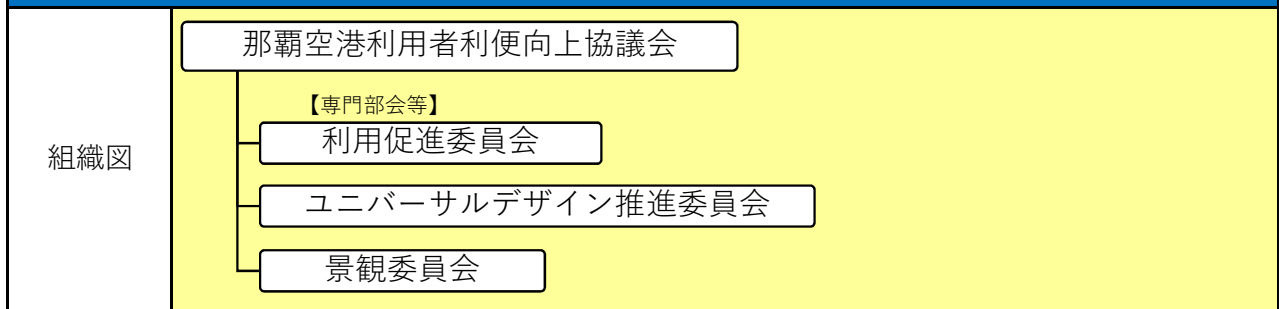 組織図
那覇空港利用者利便向上協議会
【専門部会等】
利用促進委員会
ユニバーサルデザイン推進委員会
景観委員会